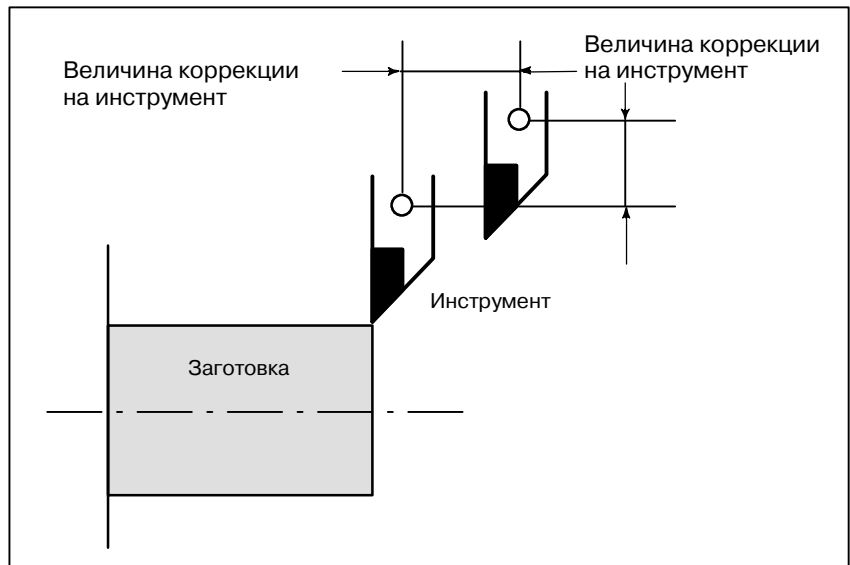 Величина коррекции
на инструмент
Величина коррекции
на инструмент
Инструмент
Заготовка